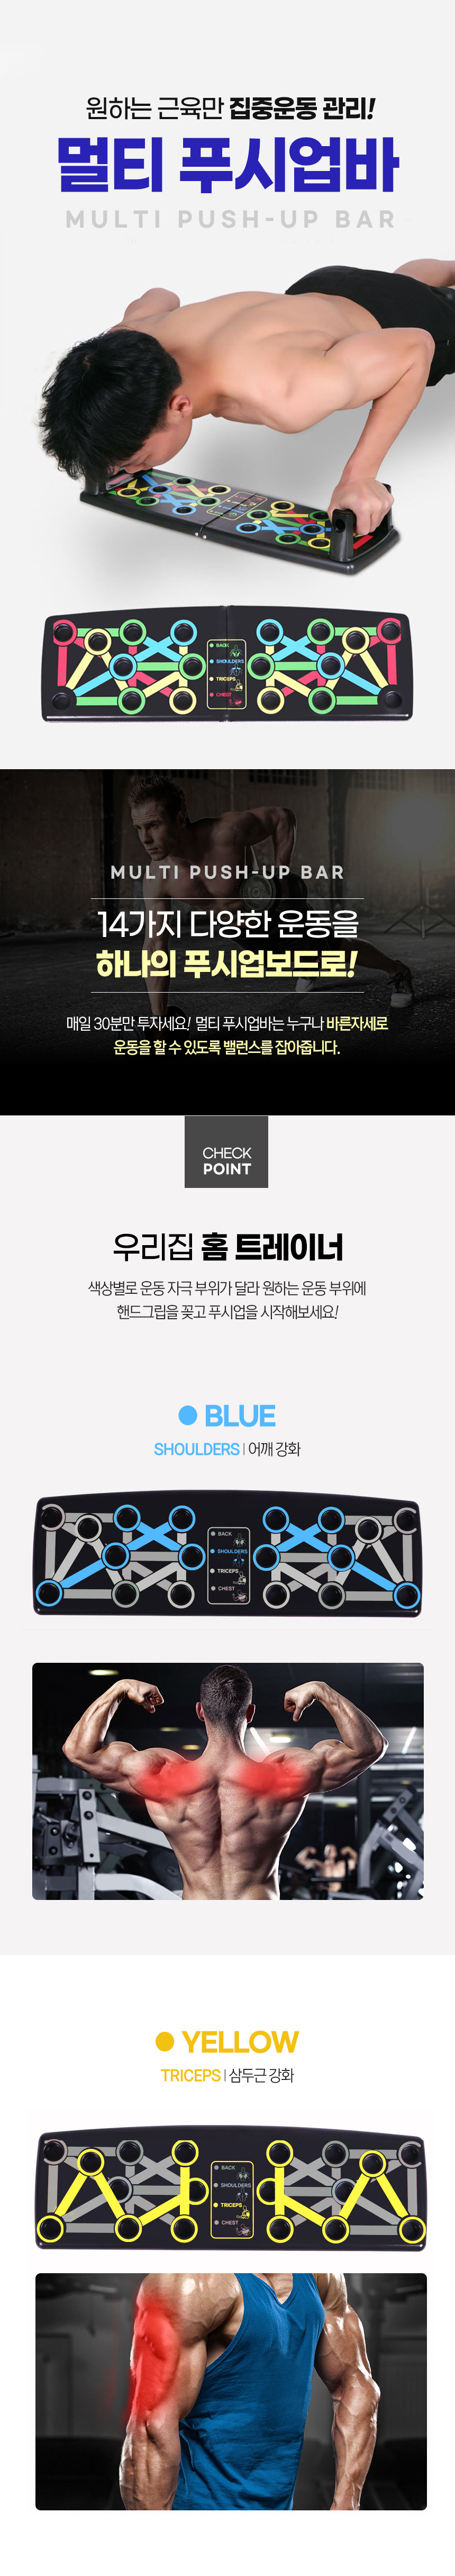 원하는 근육만 집중운동 관리!
멀티 푸시업바
MULTI PUSH-UP BAR
BACK
SHOULDERS
TRICEPS
CHEST
MULTI PUSH-UP BAR
14가지 다양한 운동을
하나의 푸시업보드로!
매일 30분만 투자세요! 멀티 푸시업바는 누구나 바른자세로
운동을 할 수 있도록 밸런스를 잡아줍니다.
CHECK
POINT
우리집 홈 트레이너
색상별로 운동 자극 부위가 달라 원하는 운동 부위에
핸드그립을 꽂고 푸시업을 시작해보세요!
BLUE
SHOULDERS | 어깨 강화
BACK
SHOULDERS
TRICEPS
CHEST
YELLOW
TRICEPS | 삼두근 강화
BACK
SHOULDERS
TRICEPS
CHEST